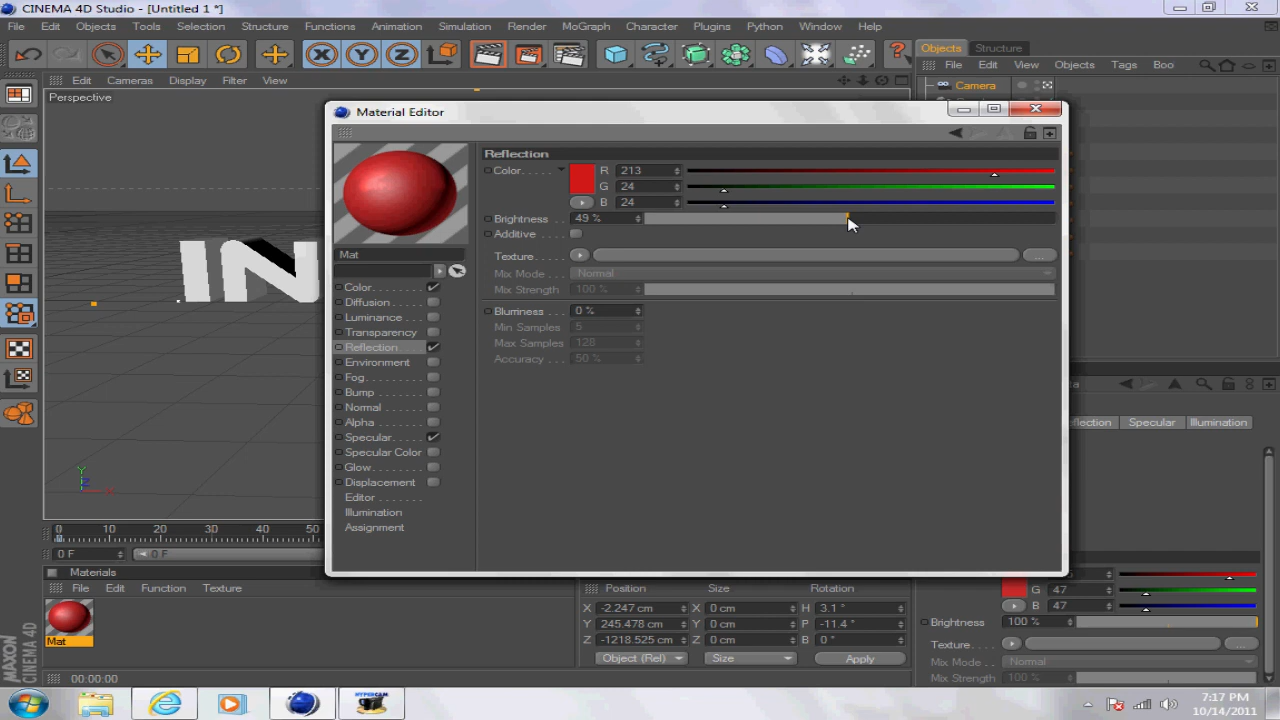 CINEMA 4D Studio - [Untitled 1 *]
File Edit Objects Tools Selection Structure Functions Animation Simulation Render MoGraph Character Plugins Python Window Help
X Y Z
Objects Structure
File Edit View Objects Tags Boo
Edit Cameras Display Filter View
Perspective
Camera
Material Editor
Reflection
Color
R 213
G 24
B 24
Brightness 49 %
Additive
Texture ...
Mix Mode Normal
Mix Strength 100 %
Blurriness 0 %
Min Samples 5
Max Samples 128
Accuracy 50 %
Mat
Color
Diffusion
Luminance
Transparency
Reflection
Environment
Fog
Bump
Normal
Alpha
Specular
Specular Color
Glow
Displacement
Editor
Illumination
Assignment
IN
flection Specular Illumination
Y
Z
X
0 10 20 30 40 50
0 F 0 F
Materials
File Edit Function Texture
Mat
Position Size Rotation
X -2.247 cm X 0 cm H 3.1 °
Y 245.478 cm Y 0 cm P -11.4 °
Z -1218.525 cm Z 0 cm B 0 °
Object (Rel) Size Apply
G 47
B 47
Brightness 100 %
Texture ...
Mix Mode Normal
Mix Strength 100 %
MAXON
CINEMA 4D
00:00:00
HYPERCAM
7:17 PM
10/14/2011